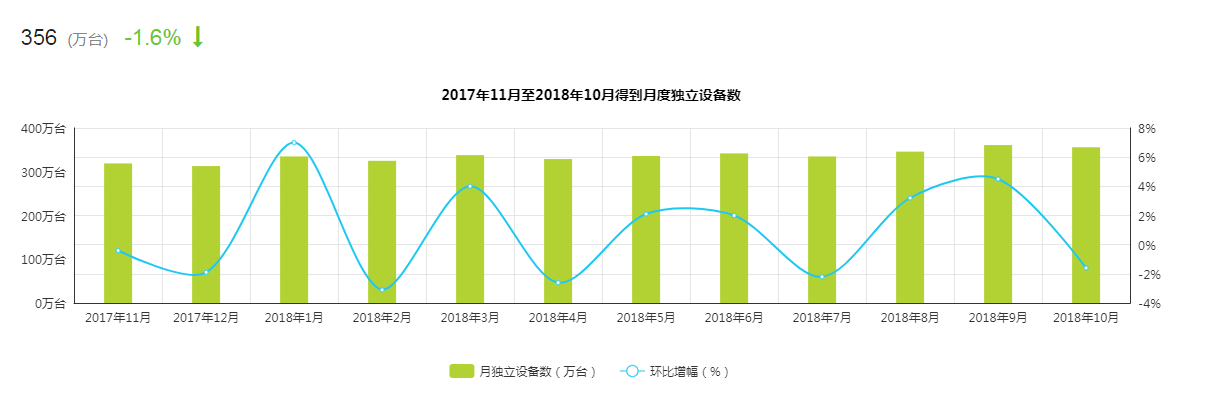 356 (万台) -1.6%
2017年11月至2018年10月得到月度独立设备数
400万台 8%
6%
300万台
4%
200万台 2%
0%
100万台
-2%
0万台 -4%
2017年11月 2017年12月 2018年1月 2018年2月 2018年3月 2018年4月 2018年5月 2018年6月 2018年7月 2018年8月 2018年9月 2018年10月
月独立设备数（万台） 环比增幅（%）